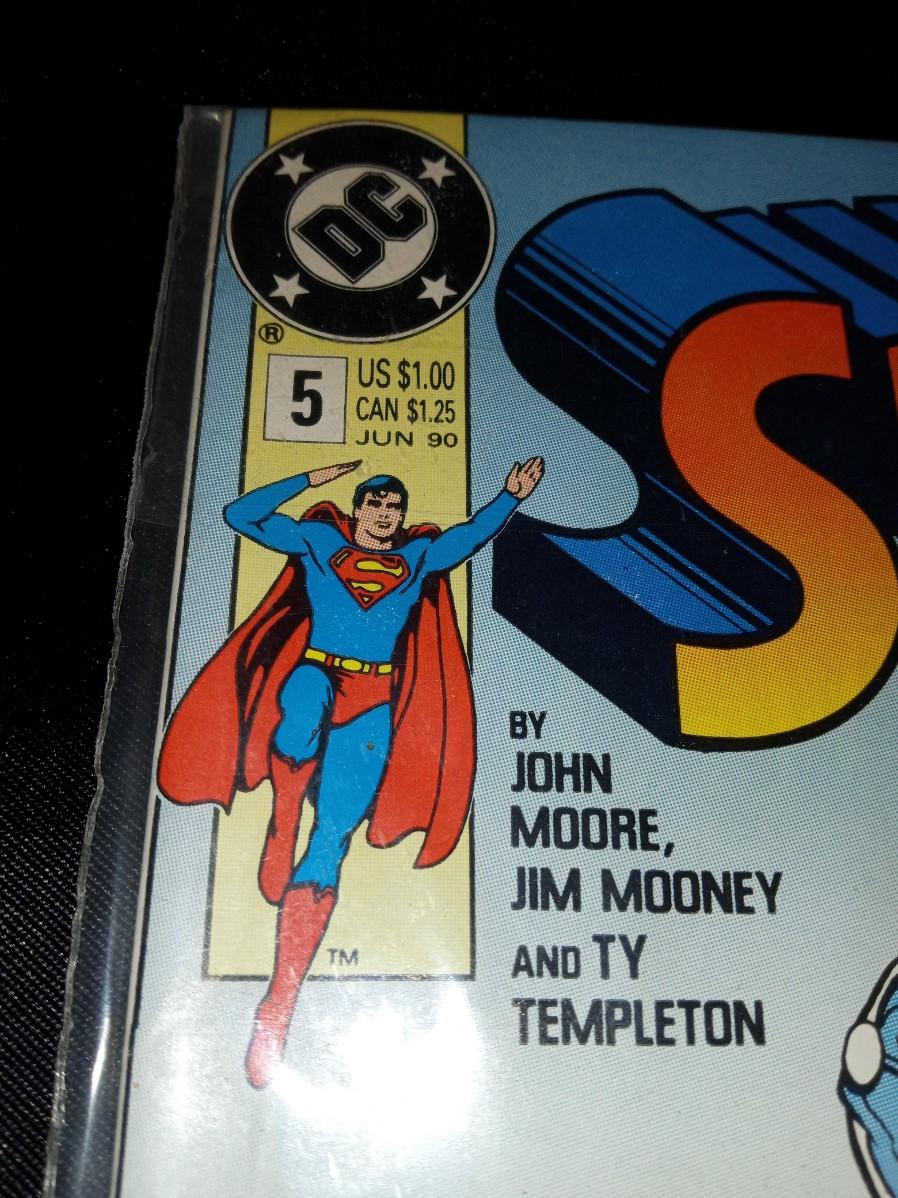 DC
®
5
US $1.00
CAN $1.25
JUN 90
S
TM
BY
JOHN
MOORE,
JIM MOONEY
AND TY
TEMPLETON